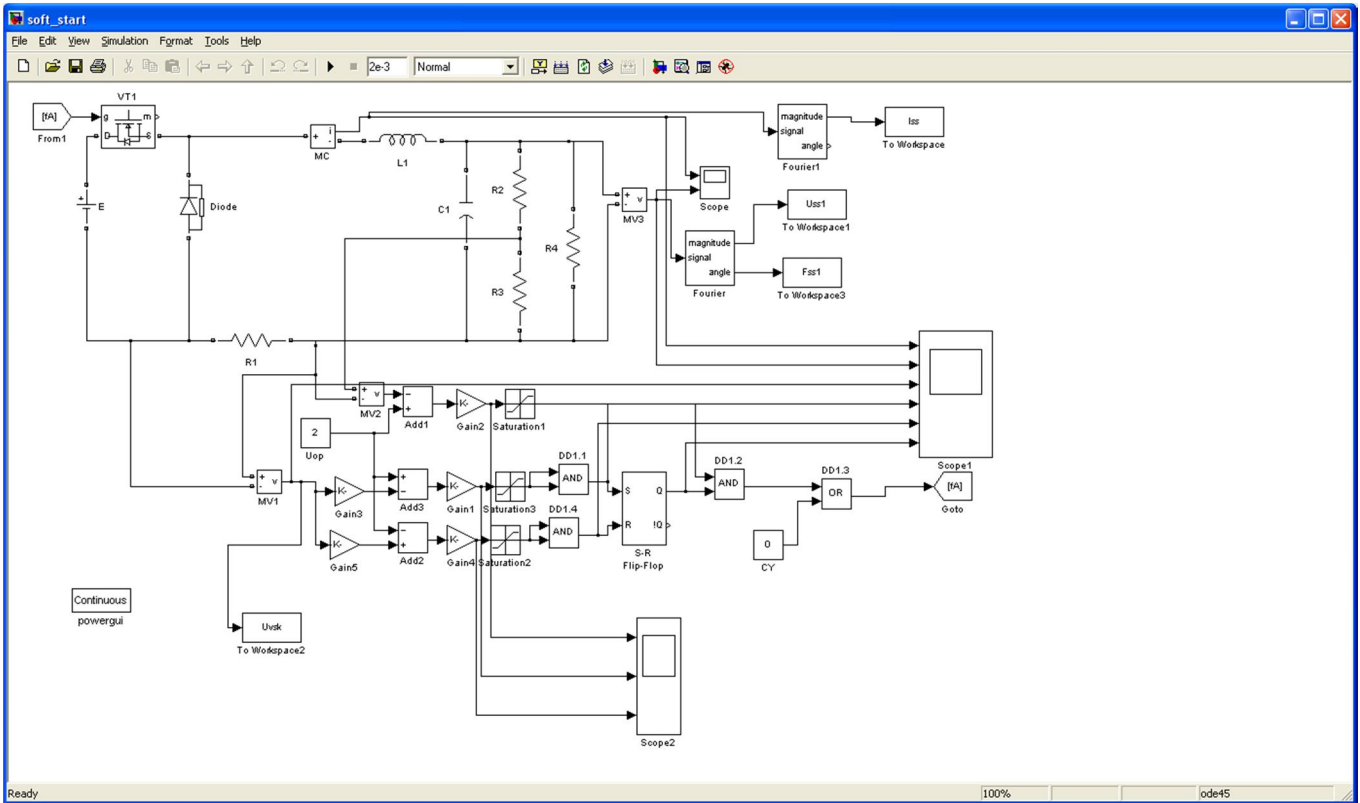 soft_start
File Edit View Simulation Format Tools Help
2e-3 Normal
VT1
[fA]
g m
D S
From1
i
+
-
MC
L1
magnitude
signal
angle
Fourier1
Iss
To Workspace
+
E
Diode
C1
R2
R4
R3
+
-
v
MV3
Scope
Uss1
To Workspace1
magnitude
signal
angle
Fourier
Fss1
To Workspace3
R1
+
-
v
MV2
−
+
Add1
K-
Gain2
Saturation1
Scope1
2
Uop
+
-
v
MV1
K-
Gain3
+
−
Add3
K-
Gain1
Saturation3
DD1.1
AND
S Q
R !Q
S-R
Flip-Flop
DD1.2
AND
DD1.3
OR
[fA]
Goto
K-
Gain5
−
+
Add2
K-
Gain4
Saturation2
DD1.4
AND
0
CY
Continuous
powergui
Uvsk
To Workspace2
Scope2
Ready 100% ode45